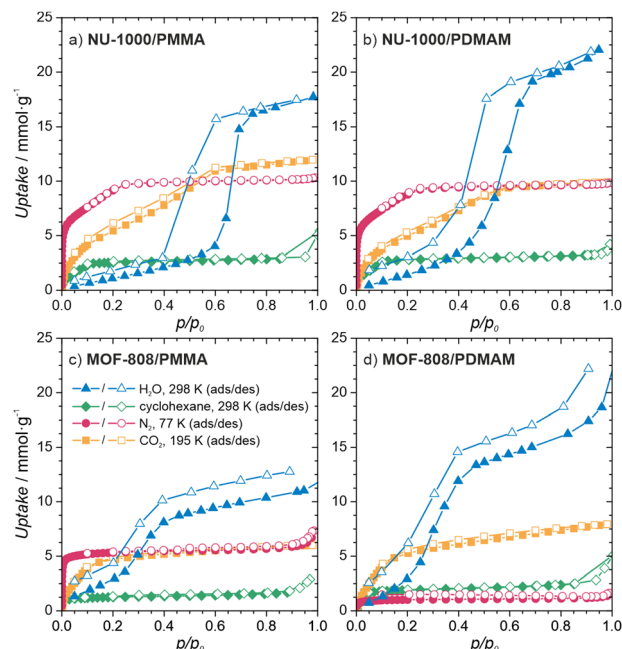 a) NU-1000/PMMA
b) NU-1000/PDMAM
25
20
15
10
5
0
25
20
15
10
5
0
Uptake / mmol·g⁻¹
0.0 0.2 0.4 0.6 0.8 1.0
0.0 0.2 0.4 0.6 0.8 1.0
p/p₀
p/p₀
c) MOF-808/PMMA
d) MOF-808/PDMAM
/ H₂O, 298 K (ads/des)
/ cyclohexane, 298 K (ads/des)
/ N₂, 77 K (ads/des)
/ CO₂, 195 K (ads/des)
25
20
15
10
5
0
25
20
15
10
5
0
Uptake / mmol·g⁻¹
0.0 0.2 0.4 0.6 0.8 1.0
0.0 0.2 0.4 0.6 0.8 1.0
p/p₀
p/p₀